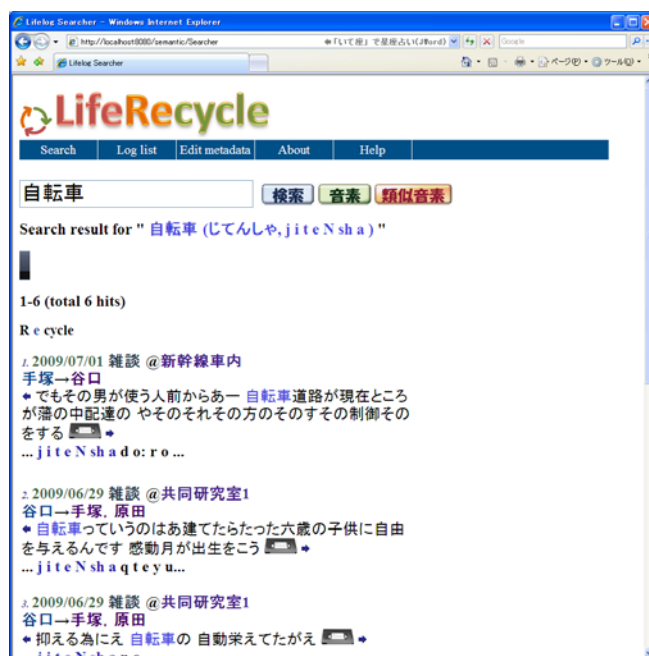 Lifelog Searcher - Windows Internet Explorer
http://localhost:8080/semantic/Searcher
「いて座」で星座占い(JWord)
Google
Lifelog Searcher
ページ(P)
ツール(O)
LifeRecycle
Search Log list Edit metadata About Help
自転車 検索 音素 類似音素
Search result for " 自転車 (じてんしゃ, j i t e N sh a ) "
1-6 (total 6 hits)
R e cycle
1. 2009/07/01 雑談 @新幹線車内
手塚→谷口
でもその男が使う人前からあー 自転車道路が現在ところ
が藩の中配達の やそのそれその方のそのすその制御その
をする
... j i t e N sh a d o: r o ...
2. 2009/06/29 雑談 @共同研究室1
谷口→手塚, 原田
自転車っていうのはあ建てたらたった六歳の子供に自由
を与えるんです 感動月が出生をこう
... j i t e N sh a q t e y u...
3. 2009/06/29 雑談 @共同研究室1
谷口→手塚, 原田
抑える為にえ 自転車の 自動栄えてたがえ